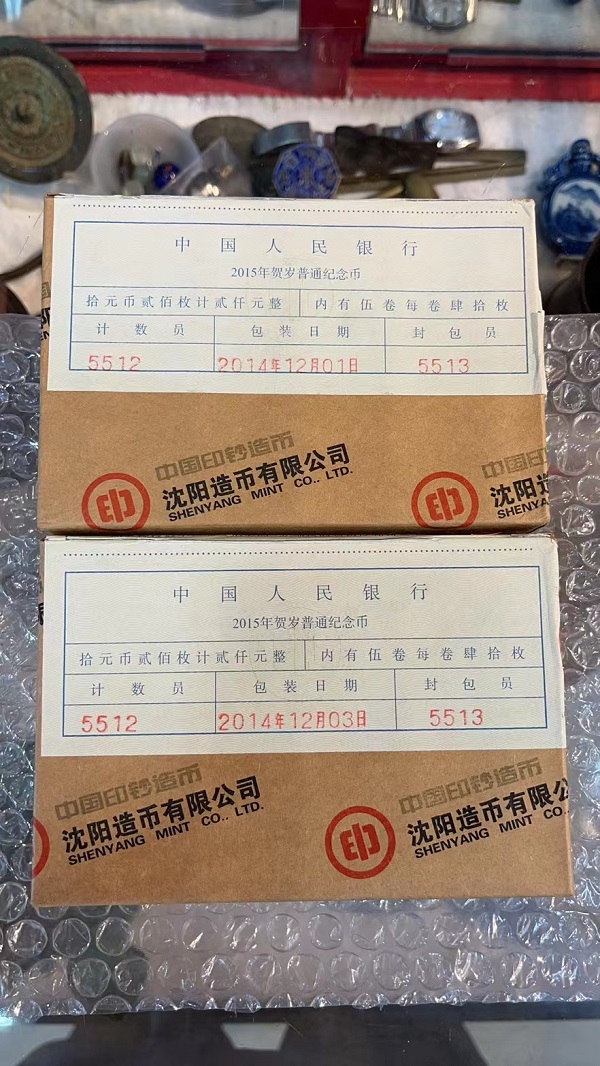 中国人民银行
2015年贺岁普通纪念币
拾元币贰佰枚计贰仟元整 内有伍卷每卷肆拾枚
计数员 包装日期 封包员
5512 2014年12月01日 5513
中国印钞造币 中国印
沈阳造币有限公司 沈阳造
SHENYANG MINT CO., LTD. SHENYANG MIN
中国人民银行
2015年贺岁普通纪念币
拾元币贰佰枚计贰仟元整 内有伍卷每卷肆拾枚
计数员 包装日期 封包员
5512 2014年12月03日 5513
中国印钞造币 中国印钞造币
沈阳造币有限公司 沈阳造币有限公
SHENYANG MINT CO., LTD. SHENYANG MINT CO., LT